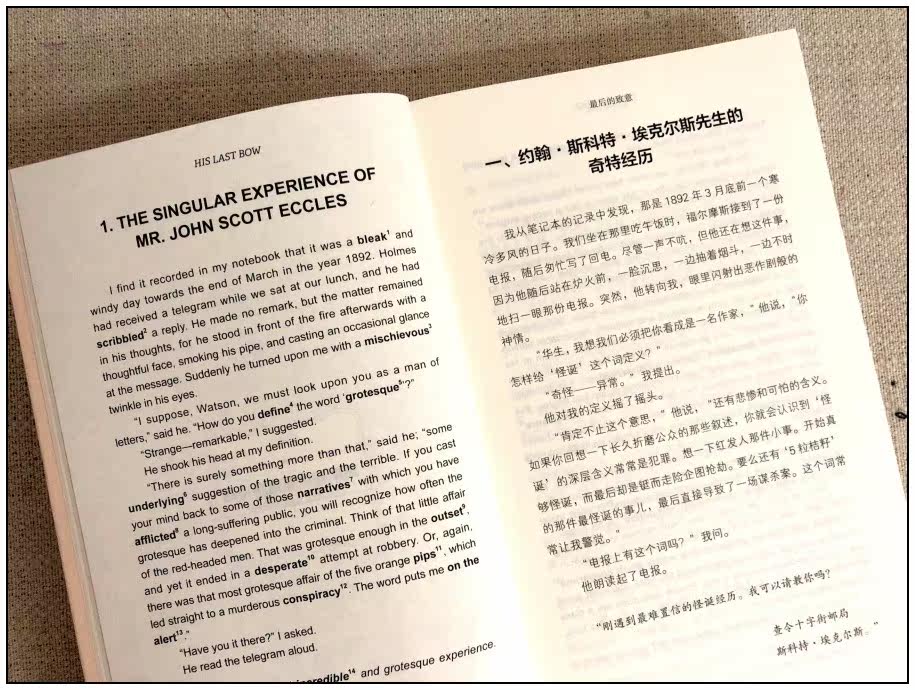 HIS LAST BOW
1. THE SINGULAR EXPERIENCE OF
MR. JOHN SCOTT ECCLES
I find it recorded in my notebook that it was a bleak¹ and
windy day towards the end of March in the year 1892. Holmes
had received a telegram while we sat at our lunch, and he had
scribbled² a reply. He made no remark, but the matter remained
in his thoughts, for he stood in front of the fire afterwards with a
thoughtful face, smoking his pipe, and casting an occasional glance
at the message. Suddenly he turned upon me with a mischievous³
twinkle in his eyes.
“I suppose, Watson, we must look upon you as a man of
letters,” said he. “How do you define⁴ the word ‘grotesque⁵’?”
“Strange—remarkable,” I suggested.
He shook his head at my definition.
“There is surely something more than that,” said he; “some
underlying⁶ suggestion of the tragic and the terrible. If you cast
your mind back to some of those narratives⁷ with which you have
afflicted⁸ a long-suffering public, you will recognize how often the
grotesque has deepened into the criminal. Think of that little affair
of the red-headed men. That was grotesque enough in the outset⁹,
and yet it ended in a desperate¹⁰ attempt at robbery. Or, again,
there was that most grotesque affair of the five orange pips¹¹, which
led straight to a murderous conspiracy¹². The word puts me on the
alert¹³.”
“Have you it there?” I asked.
He read the telegram aloud.
incredible¹⁴ and grotesque experience.
最后的致意
一、约翰·斯科特·埃克尔斯先生的
奇特经历
我从笔记本的记录中发现，那是 1892 年 3 月底前一个寒
冷多风的日子。我们坐在那里吃午饭时，福尔摩斯接到了一份
电报，随后匆忙写了回电。尽管一声不吭，但他还在想这件事，
因为他随后站在炉火前，一脸沉思，一边抽着烟斗，一边不时
地扫一眼那份电报。突然，他转向我，眼里闪射出恶作剧般的
神情。
“华生，我想我们必须把你看成是一名作家，”他说，“你
怎样给‘怪诞’这个词定义？”
“奇怪——异常。”我提出。
他对我的定义摇了摇头。
“肯定不止这个意思，”他说，“还有悲惨和可怕的含义。
如果你回想一下长久折磨公众的那些叙述，你就会认识到‘怪
诞’的深层含义常常是犯罪。想一下红发人那件小事。开始真
够怪诞，而最后却是铤而走险企图抢劫。要么还有‘5 粒桔籽’
的那件最怪诞的事儿，最后直接导致了一场谋杀案。这个词常
常让我警觉。”
“电报上有这个词吗？”我问。
他朗读起了电报。
“刚遇到最难置信的怪诞经历。我可以请教你吗？
查令十字街邮局
斯科特·埃克尔斯。”